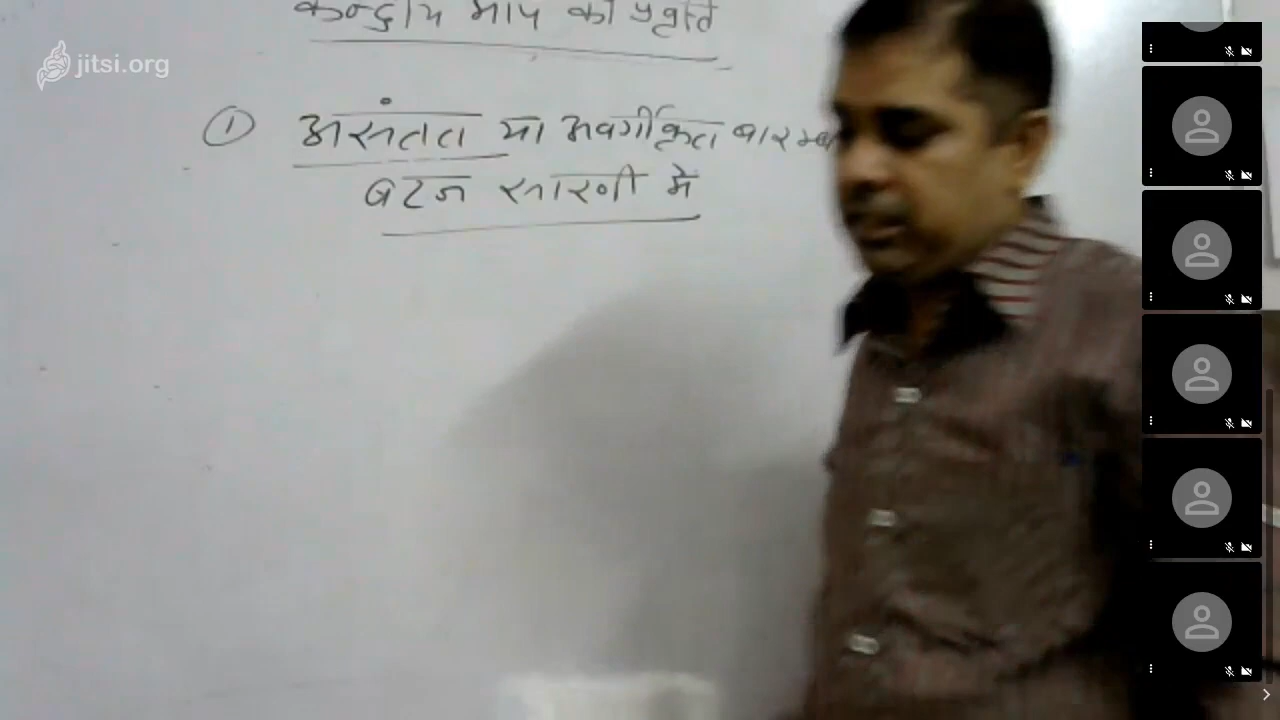 jitsi.org
केन्द्रीय माप की प्रवृति
① असंतत या अवर्गीकृत
बटन सारणी में